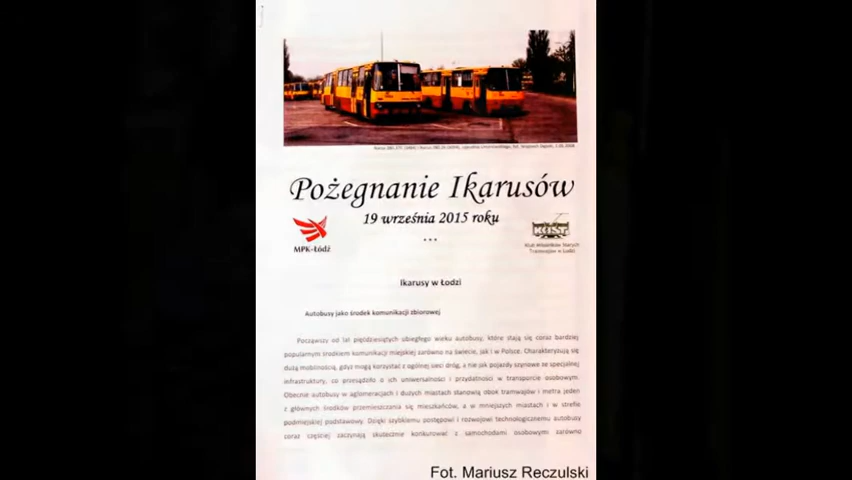 Pożegnanie Ikarusów
19 września 2015 roku
***
MPK-Łódź
KMST
Klub Miłośników Starych
Tramwajów w Łodzi
Ikarusy w Łodzi
Autobusy jako środek komunikacji zbiorowej
Począwszy od lat pięćdziesiątych ubiegłego wieku autobusy, które stają się coraz bardziej
popularnym środkiem komunikacji miejskiej zarówno na świecie, jak i w Polsce. Charakteryzują się
dużą mobilnością, gdyż mogą korzystać z ogólnej sieci dróg, a nie jak pojazdy szynowe ze specjalnej
infrastruktury, co przesądziło o ich uniwersalności i przydatności w transporcie osobowym.
Obecnie autobusy w aglomeracjach i dużych miastach stanowią obok tramwajów i metra jeden
z głównych środków przemieszczania się mieszkańców, a w mniejszych miastach i w strefie
podmiejskiej podstawowy. Dzięki szybkiemu postępowi i rozwojowi technologicznemu autobusy
coraz częściej zaczynają skutecznie konkurować z samochodami osobowymi zarówno
Fot. Mariusz Reczulski